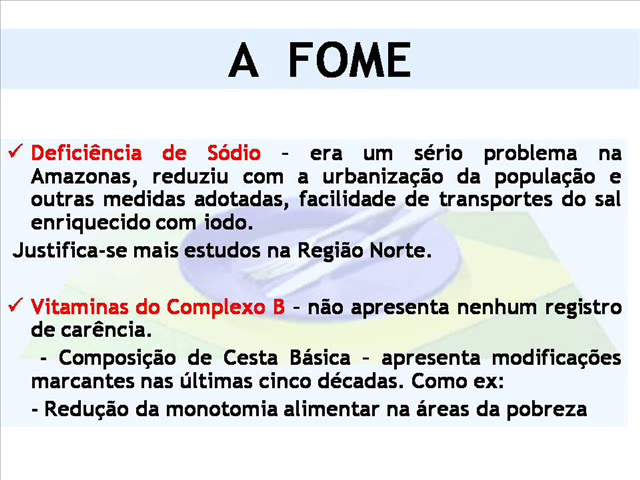 A FOME
✓ Deficiência de Sódio – era um sério problema na
Amazonas, reduziu com a urbanização da população e
outras medidas adotadas, facilidade de transportes do sal
enriquecido com iodo.
Justifica-se mais estudos na Região Norte.
✓ Vitaminas do Complexo B – não apresenta nenhum registro
de carência.
- Composição de Cesta Básica – apresenta modificações
marcantes nas últimas cinco décadas. Como ex:
- Redução da monotomia alimentar na áreas da pobreza